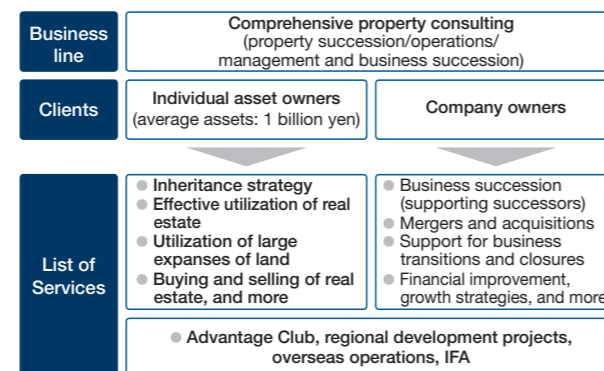 Business
line
Comprehensive property consulting
(property succession/operations/
management and business succession)
Clients
Individual asset owners
(average assets: 1 billion yen)
Company owners
List of
Services
● Inheritance strategy
● Effective utilization of real
estate
● Utilization of large
expanses of land
● Buying and selling of real
estate, and more
● Business succession
(supporting successors)
● Mergers and acquisitions
● Support for business
transitions and closures
● Financial improvement,
growth strategies, and more
● Advantage Club, regional development projects,
overseas operations, IFA